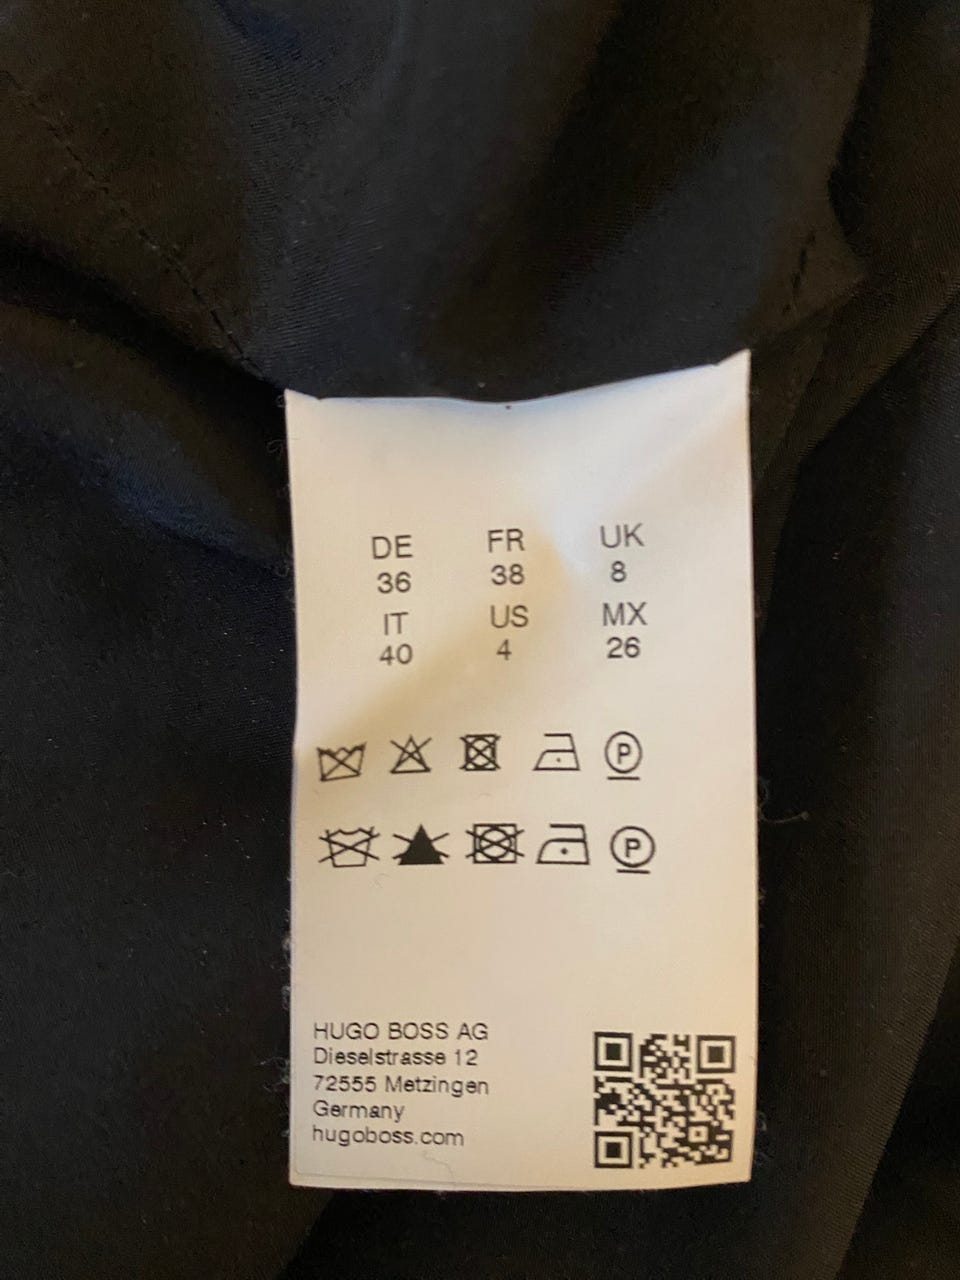 DE FR UK
36 38 8
IT US MX
40 4 26
P
P
HUGO BOSS AG
Dieselstrasse 12
72555 Metzingen
Germany
hugoboss.com